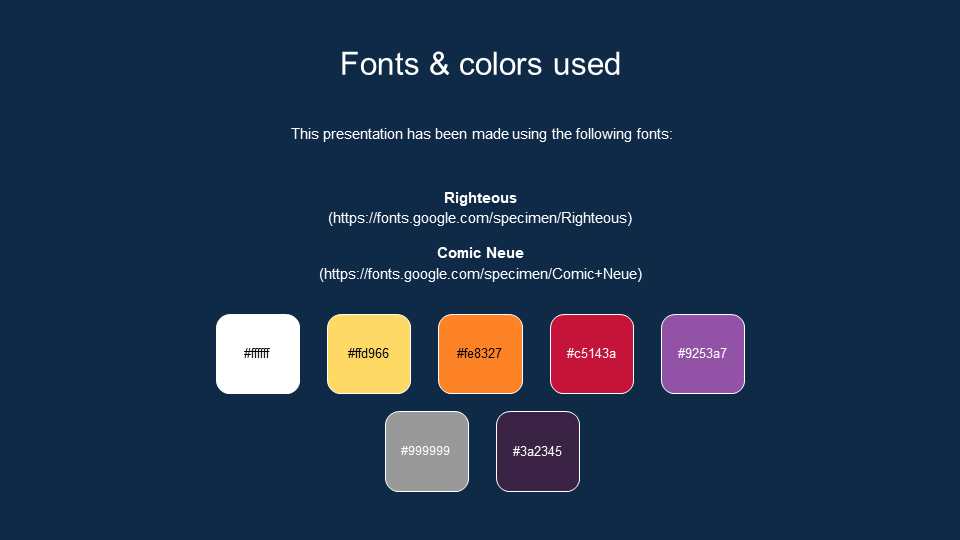 Fonts & colors used
This presentation has been made using the following fonts:
Righteous
(https://fonts.google.com/specimen/Righteous)
Comic Neue
(https://fonts.google.com/specimen/Comic+Neue)
#ffffff
#ffd966
#fe8327
#c5143a
#9253a7
#999999
#3a2345